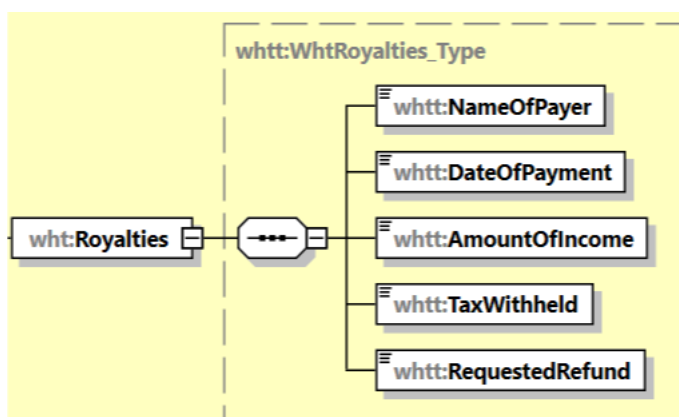 whtt:WhtRoyalties_Type
whtt:NameOfPayer
whtt:DateOfPayment
wht:Royalties
whtt:AmountOfIncome
whtt:TaxWithheld
whtt:RequestedRefund